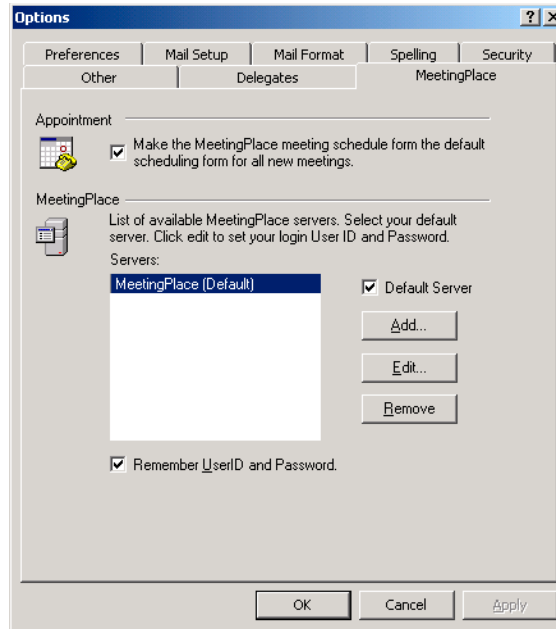 Options
Preferences Mail Setup Mail Format Spelling Security
Other Delegates MeetingPlace
Appointment
Make the MeetingPlace meeting schedule form the default
scheduling form for all new meetings.
MeetingPlace
List of available MeetingPlace servers. Select your default
server. Click edit to set your login User ID and Password.
Servers:
MeetingPlace (Default)
Default Server
Add...
Edit...
Remove
Remember UserID and Password.
OK Cancel Apply